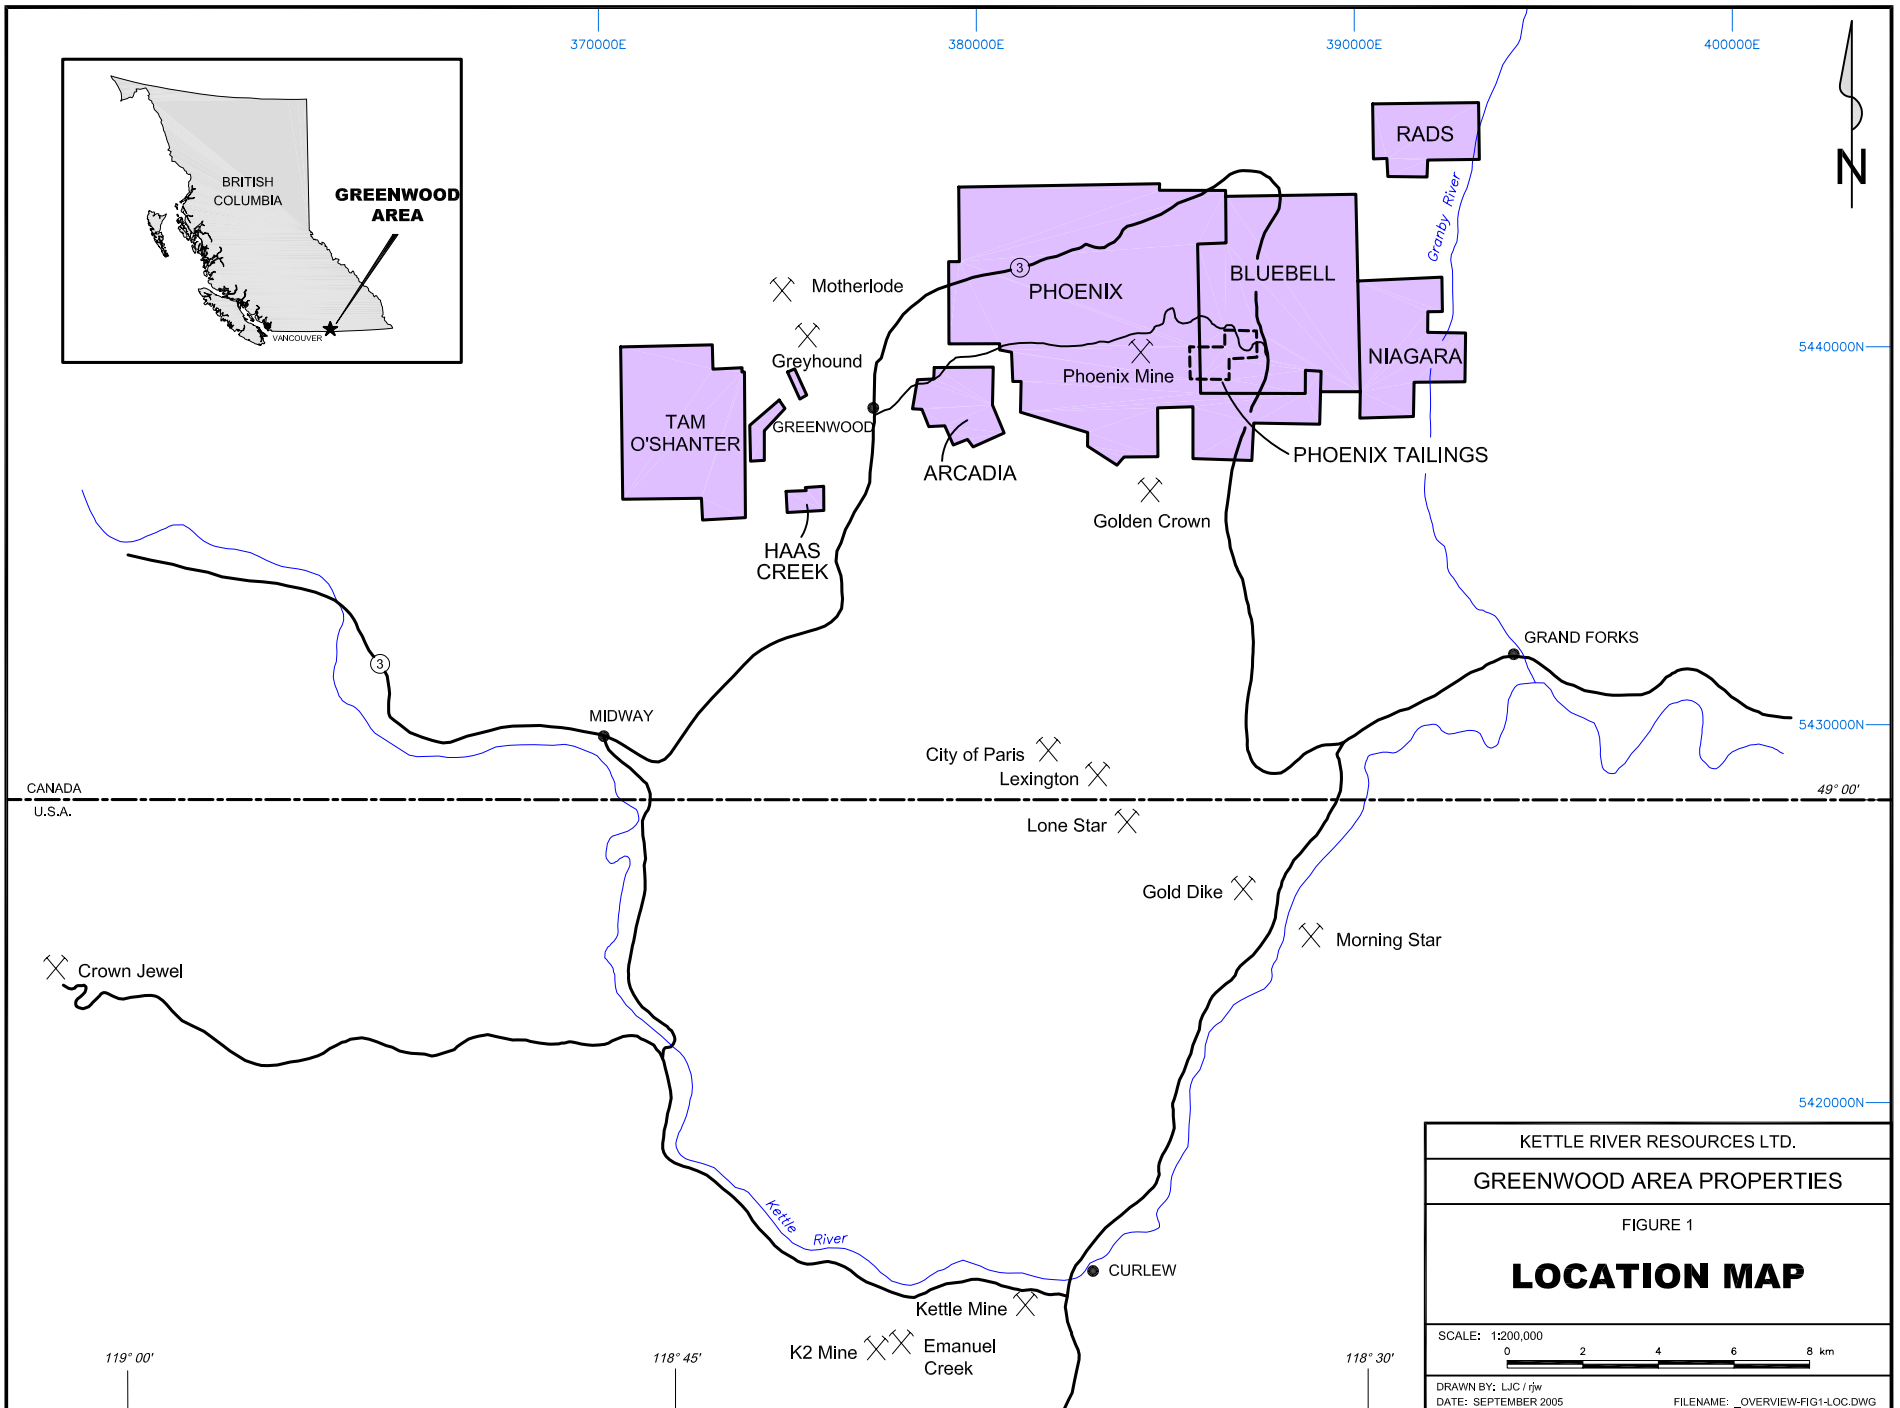 370000E
380000E
390000E
400000E
BRITISH
COLUMBIA
GREENWOOD
AREA
VANCOUVER
N
RADS
Granby River
Motherlode
3
PHOENIX
BLUEBELL
Greyhound
Phoenix Mine
NIAGARA
5440000N
TAM
O'SHANTER
GREENWOOD
ARCADIA
PHOENIX TAILINGS
Golden Crown
HAAS
CREEK
GRAND FORKS
3
MIDWAY
5430000N
City of Paris
Lexington
CANADA
U.S.A.
49° 00'
Lone Star
Gold Dike
Morning Star
Crown Jewel
5420000N
Kettle
River
CURLEW
Kettle Mine
K2 Mine
Emanuel
Creek
119° 00'
118° 45'
118° 30'
KETTLE RIVER RESOURCES LTD.
GREENWOOD AREA PROPERTIES
FIGURE 1
LOCATION MAP
SCALE: 1:200,000
0 2 4 6 8 km
DRAWN BY: LJC / rjw
DATE: SEPTEMBER 2005
FILENAME: _OVERVIEW-FIG1-LOC.DWG